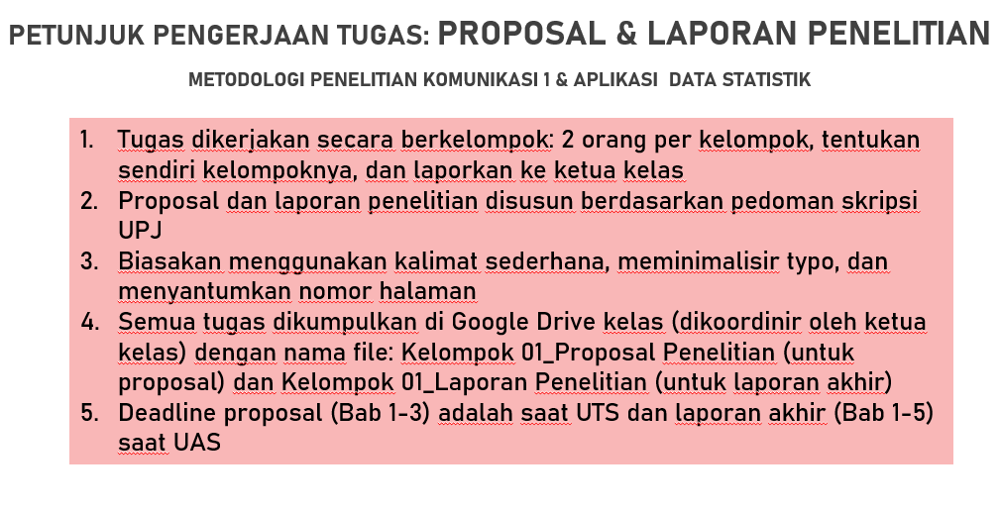 PETUNJUK PENGERJAAN TUGAS: PROPOSAL & LAPORAN PENELITIAN
METODOLOGI PENELITIAN KOMUNIKASI 1 & APLIKASI DATA STATISTIK
1. Tugas dikerjakan secara berkelompok: 2 orang per kelompok, tentukan
sendiri kelompoknya, dan laporkan ke ketua kelas
2. Proposal dan laporan penelitian disusun berdasarkan pedoman skripsi
UPJ
3. Biasakan menggunakan kalimat sederhana, meminimalisir typo, dan
menyantumkan nomor halaman
4. Semua tugas dikumpulkan di Google Drive kelas (dikoordinir oleh ketua
kelas) dengan nama file: Kelompok 01_Proposal Penelitian (untuk
proposal) dan Kelompok 01_Laporan Penelitian (untuk laporan akhir)
5. Deadline proposal (Bab 1-3) adalah saat UTS dan laporan akhir (Bab 1-5)
saat UAS